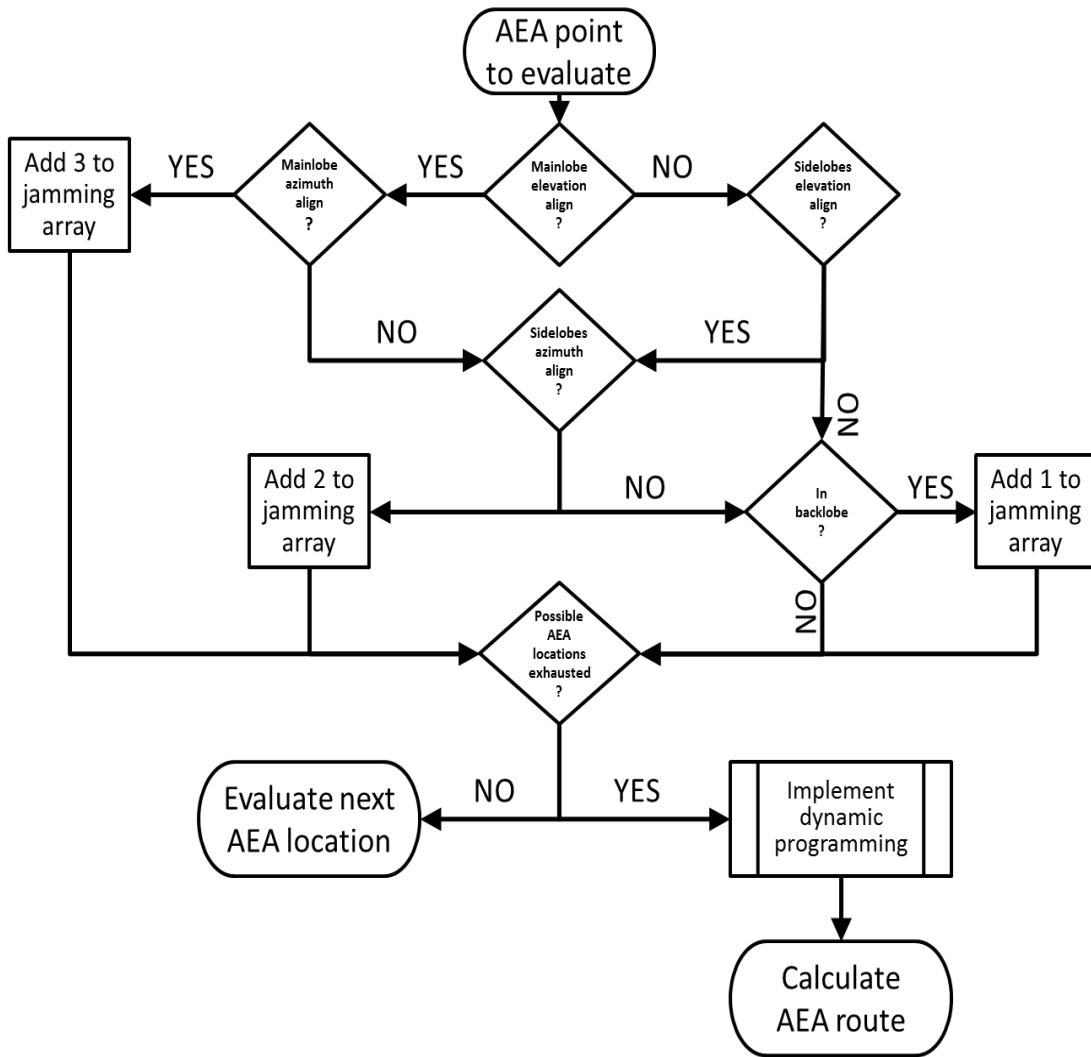 AEA point
to evaluate
Add 3 to
jamming
array
YES
Mainlobe
azimuth
align
?
YES
Mainlobe
elevation
align
?
NO
Sidelobes
elevation
align
?
NO
Sidelobes
azimuth
align
?
YES
NO
Add 2 to
jamming
array
NO
In
backlobe
?
YES
Add 1 to
jamming
array
NO
Possible
AEA
locations
exhausted
?
Evaluate next
AEA location
NO
YES
Implement
dynamic
programming
Calculate
AEA route